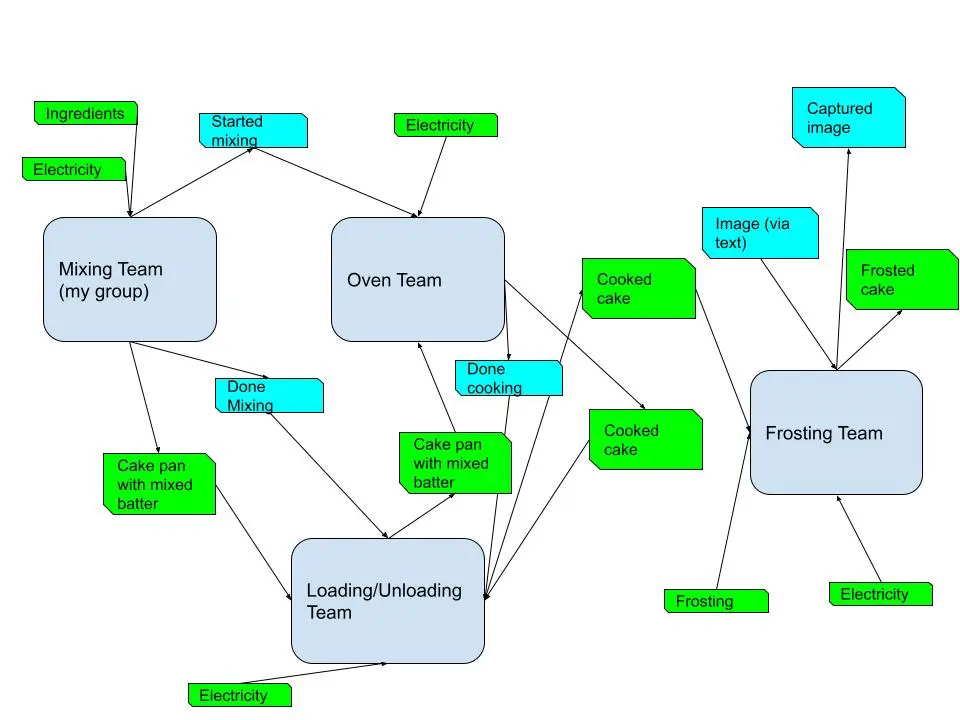 Ingredients
Started
mixing
Electricity
Captured
image
Electricity
Image (via
text)
Mixing Team
(my group)
Oven Team
Cooked
cake
Frosted
cake
Done
Mixing
Done
cooking
Cake pan
with mixed
batter
Cake pan
with mixed
batter
Cooked
cake
Frosting Team
Loading/Unloading
Team
Frosting
Electricity
Electricity